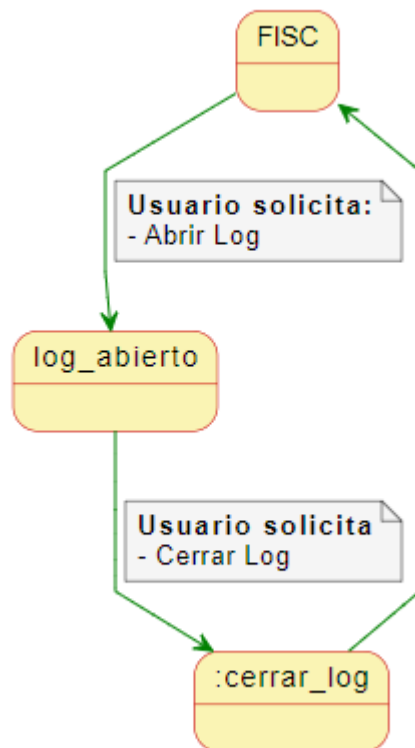 FISC
Usuario solicita:
- Abrir Log
log_abierto
Usuario solicita
- Cerrar Log
:cerrar_log